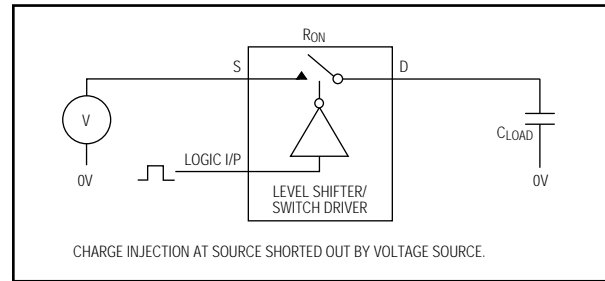 RON
S
D
V
CLOAD
LOGIC I/P
0V
0V
LEVEL SHIFTER/
SWITCH DRIVER
CHARGE INJECTION AT SOURCE SHORTED OUT BY VOLTAGE SOURCE.